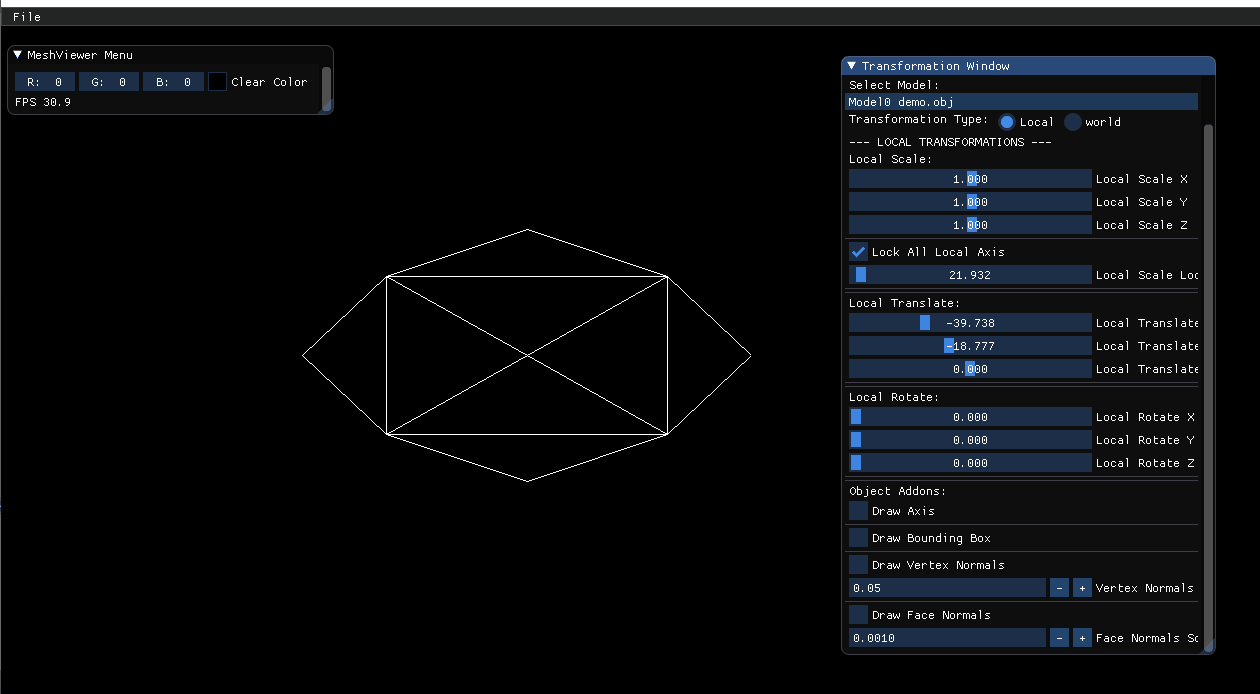 File
MeshViewer Menu
R: 0 G: 0 B: 0 Clear Color
FPS 30.9
Transformation Window
Select Model:
Model0 demo.obj
Transformation Type: Local world
--- LOCAL TRANSFORMATIONS ---
Local Scale:
1.000 Local Scale X
1.000 Local Scale Y
1.000 Local Scale Z
Lock All Local Axis
21.932 Local Scale Loc
Local Translate:
-39.738 Local Translate
-18.777 Local Translate
0.000 Local Translate
Local Rotate:
0.000 Local Rotate X
0.000 Local Rotate Y
0.000 Local Rotate Z
Object Addons:
Draw Axis
Draw Bounding Box
Draw Vertex Normals
0.05 - + Vertex Normals
Draw Face Normals
0.0010 - + Face Normals Sc